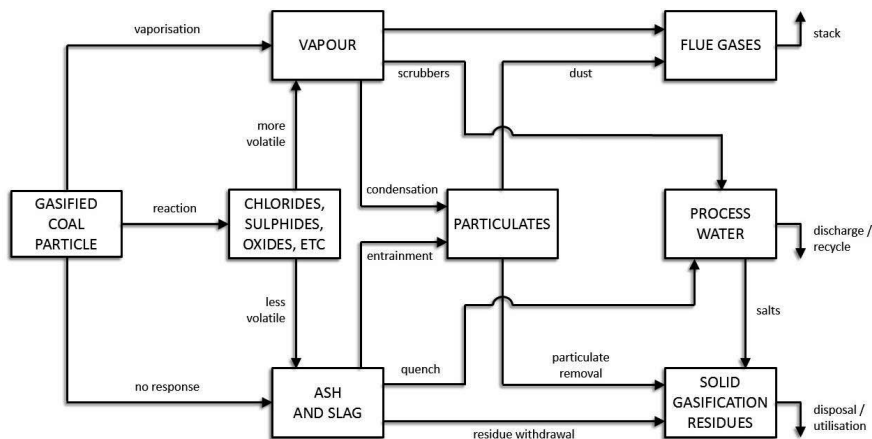 vaporisation
VAPOUR
FLUE GASES
stack
scrubbers
dust
more
volatile
condensation
GASIFIED
COAL
PARTICLE
reaction
CHLORIDES,
SULPHIDES,
OXIDES, ETC
PARTICULATES
PROCESS
WATER
discharge /
recycle
entrainment
less
volatile
salts
quench
particulate
removal
no response
ASH
AND SLAG
SOLID
GASIFICATION
RESIDUES
disposal /
utilisation
residue withdrawal